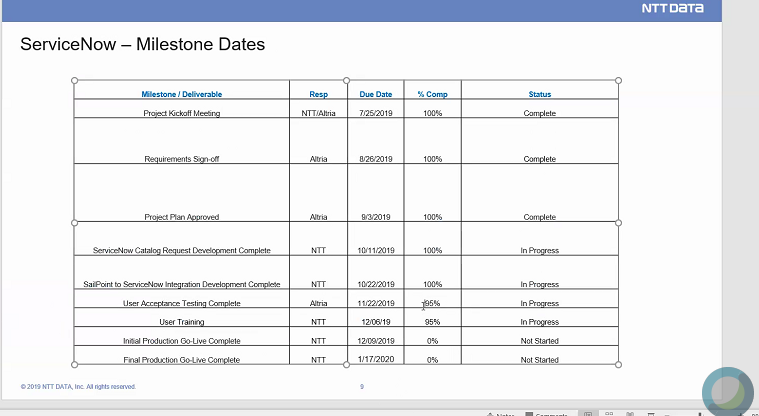 NTT DATA
ServiceNow – Milestone Dates
Milestone / Deliverable Resp Due Date % Comp Status
Project Kickoff Meeting NTT/Altria 7/25/2019 100% Complete
Requirements Sign-off Altria 8/26/2019 100% Complete
Project Plan Approved Altria 9/3/2019 100% Complete
ServiceNow Catalog Request Development Complete NTT 10/11/2019 100% In Progress
SailPoint to ServiceNow Integration Development Complete NTT 10/22/2019 100% In Progress
User Acceptance Testing Complete Altria 11/22/2019 95% In Progress
User Training NTT 12/06/19 95% In Progress
Initial Production Go-Live Complete NTT 12/09/2019 0% Not Started
Final Production Go-Live Complete NTT 1/17/2020 0% Not Started
© 2019 NTT DATA, Inc. All rights reserved. 9